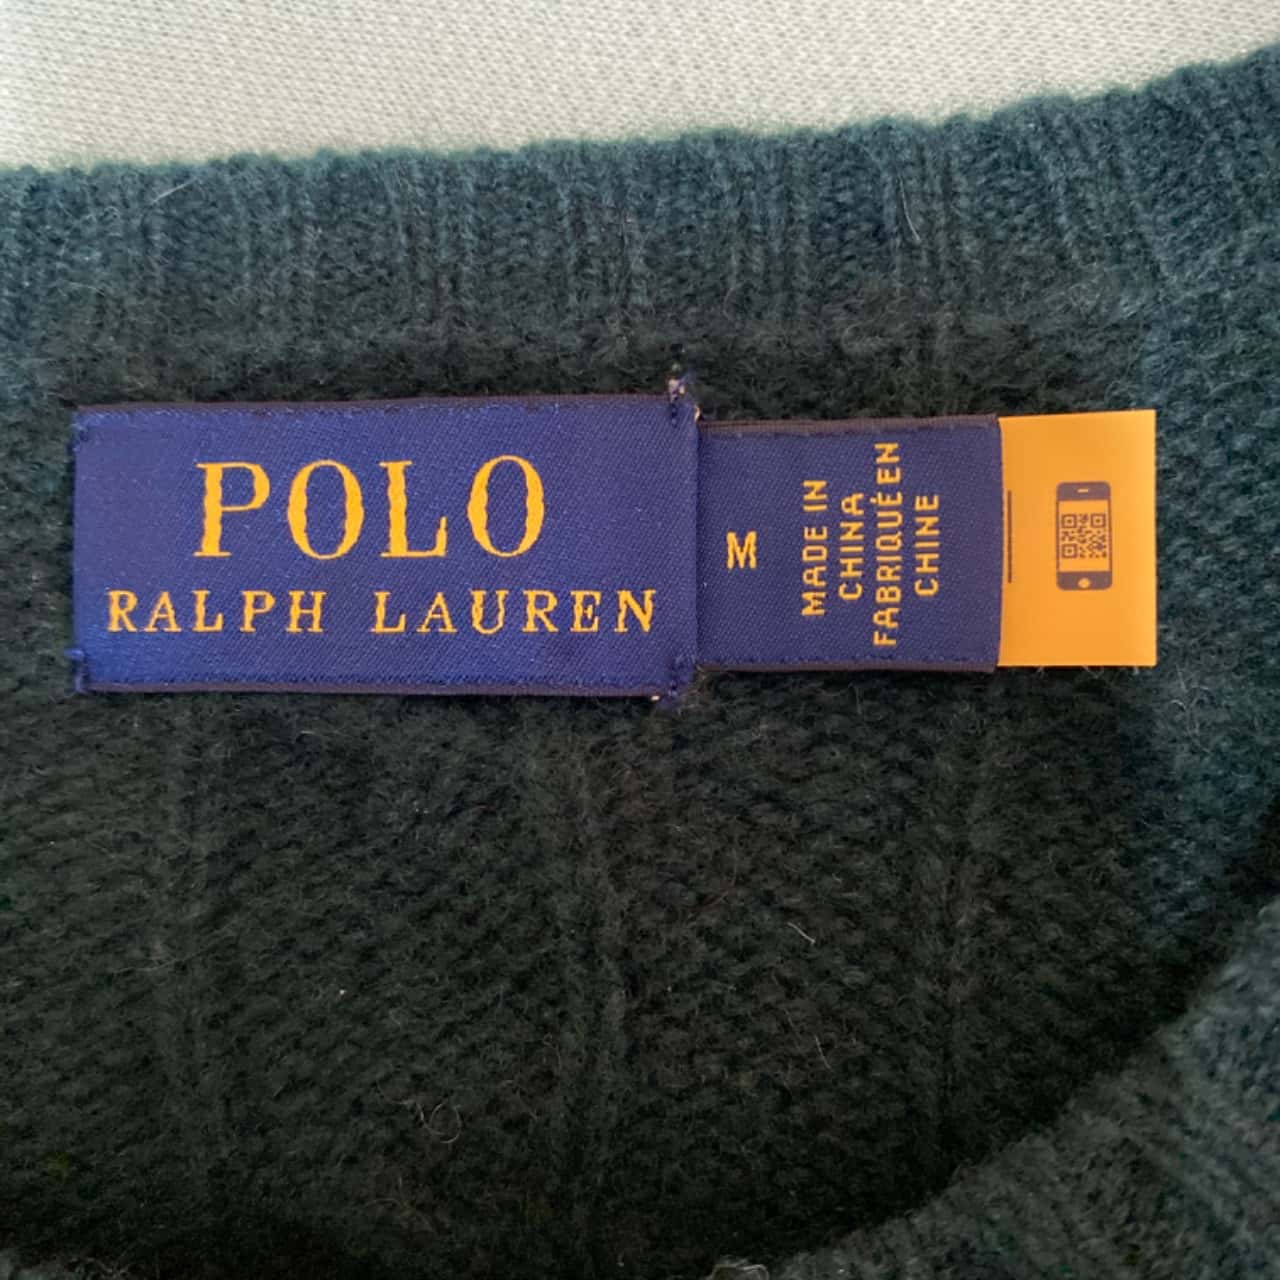 POLO
RALPH LAUREN
M
MADE IN
CHINA
FABRIQUÉ EN
CHINE